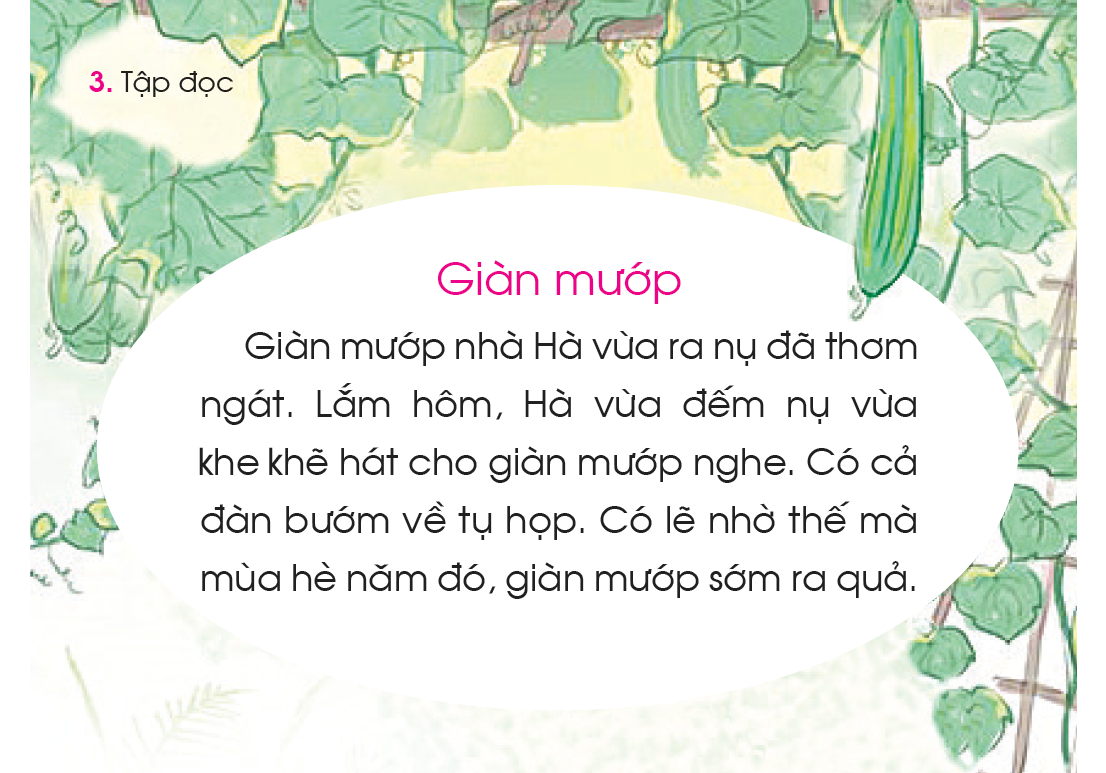 3. Tập đọc
Giàn mướp
Giàn mướp nhà Hà vừa ra nụ đã thơm
ngát. Lắm hôm, Hà vừa đếm nụ vừa
khe khẽ hát cho giàn mướp nghe. Có cả
đàn bướm về tụ họp. Có lẽ nhờ thế mà
mùa hè năm đó, giàn mướp sớm ra quả.